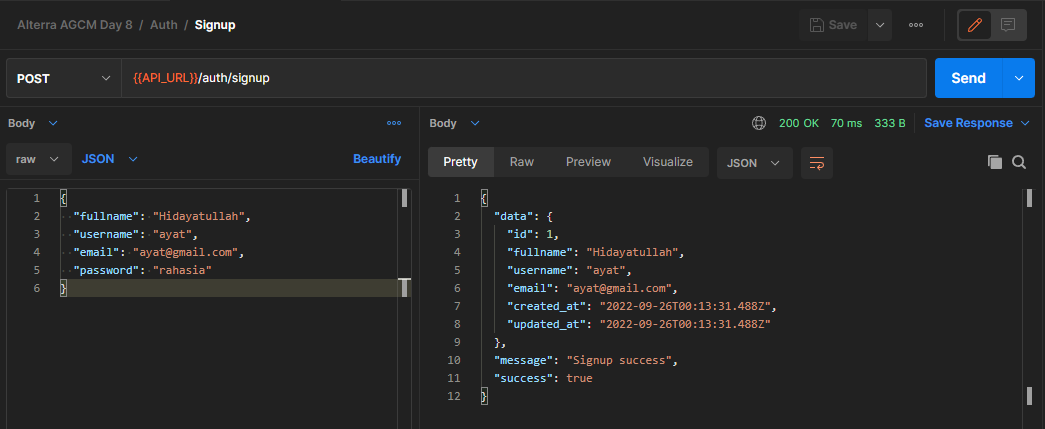 Alterra AGCM Day 8 / Auth / Signup
Save
POST
{{API_URL}}/auth/signup
Send
Body
raw
JSON
Beautify
1 {
2 "fullname": "Hidayatullah",
3 "username": "ayat",
4 "email": "ayat@gmail.com",
5 "password": "rahasia"
6 }
Body
200 OK 70 ms 333 B
Save Response
Pretty Raw Preview Visualize
JSON
1 {
2 "data": {
3 "id": 1,
4 "fullname": "Hidayatullah",
5 "username": "ayat",
6 "email": "ayat@gmail.com",
7 "created_at": "2022-09-26T00:13:31.488Z",
8 "updated_at": "2022-09-26T00:13:31.488Z"
9 },
10 "message": "Signup success",
11 "success": true
12 }